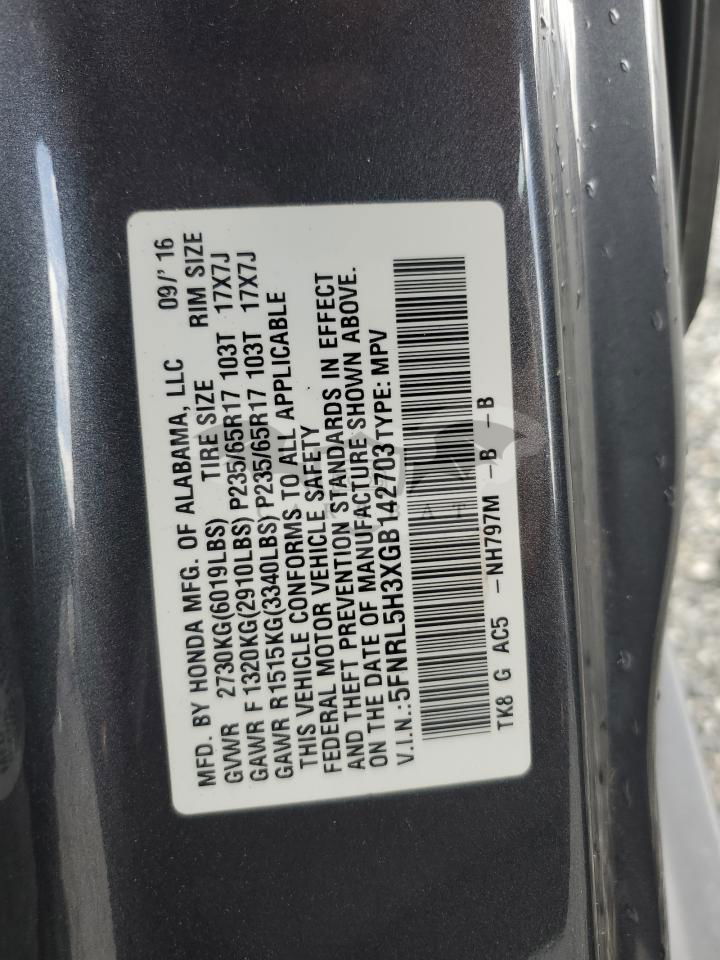 MFD. BY HONDA MFG. OF ALABAMA, LLC 09/'16
GVWR 2730KG(6019LBS) TIRE SIZE RIM SIZE
GAWR F 1320KG(2910LBS) P235/65R17 103T 17X7J
GAWR R 1515KG(3340LBS) P235/65R17 103T 17X7J
THIS VEHICLE CONFORMS TO ALL APPLICABLE
FEDERAL MOTOR VEHICLE SAFETY
AND THEFT PREVENTION STANDARDS IN EFFECT
ON THE DATE OF MANUFACTURE SHOWN ABOVE.
V.I.N.:5FNRL5H3XGB142703 TYPE: MPV
TK8 G AC5 -NH797M -B -B